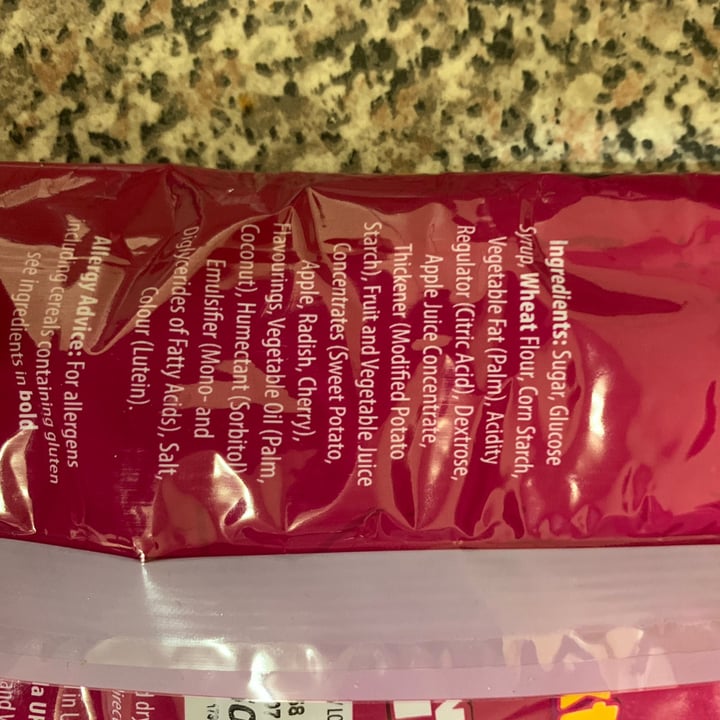 Ingredients: Sugar, Glucose
Syrup, Wheat Flour, Corn Starch,
Vegetable Fat (Palm), Acidity
Regulator (Citric Acid), Dextrose,
Apple Juice Concentrate,
Thickener (Modified Potato
Starch), Fruit and Vegetable Juice
Concentrates (Sweet Potato,
Apple, Radish, Cherry),
Flavourings, Vegetable Oil (Palm,
Coconut), Humectant (Sorbitol)
Emulsifier (Mono- and
Diglycerides of Fatty Acids), Salt,
Colour (Lutein).
Allergy Advice: For allergens
including cereals containing gluten
see ingredients in bold